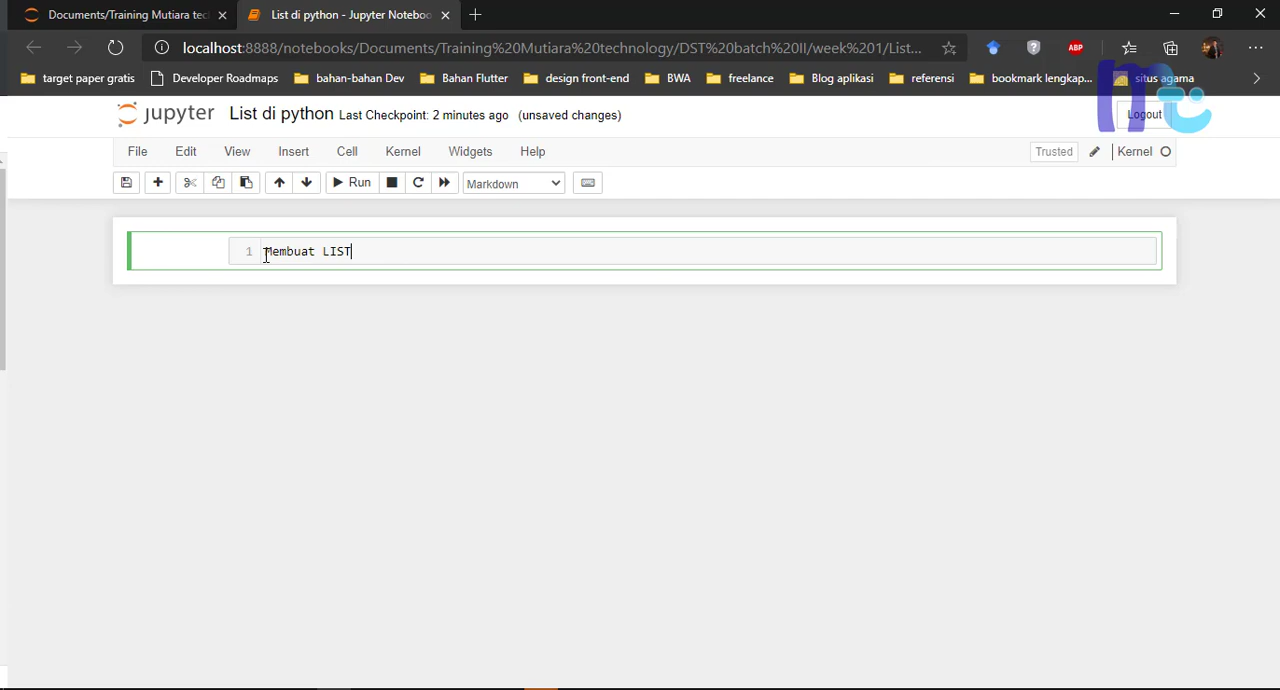 Documents/Training Mutiara tec
List di python - Jupyter Noteboo
localhost:8888/notebooks/Documents/Training%20Mutiara%20technology/DST%20batch%20II/week%201/List...
ABP
target paper gratis
Developer Roadmaps
bahan-bahan Dev
Bahan Flutter
design front-end
BWA
freelance
Blog aplikasi
referensi
bookmark lengkap...
situs agama
jupyter List di python Last Checkpoint: 2 minutes ago (unsaved changes)
Logout
File Edit View Insert Cell Kernel Widgets Help
Trusted Kernel
Run Markdown
1 Membuat LIST